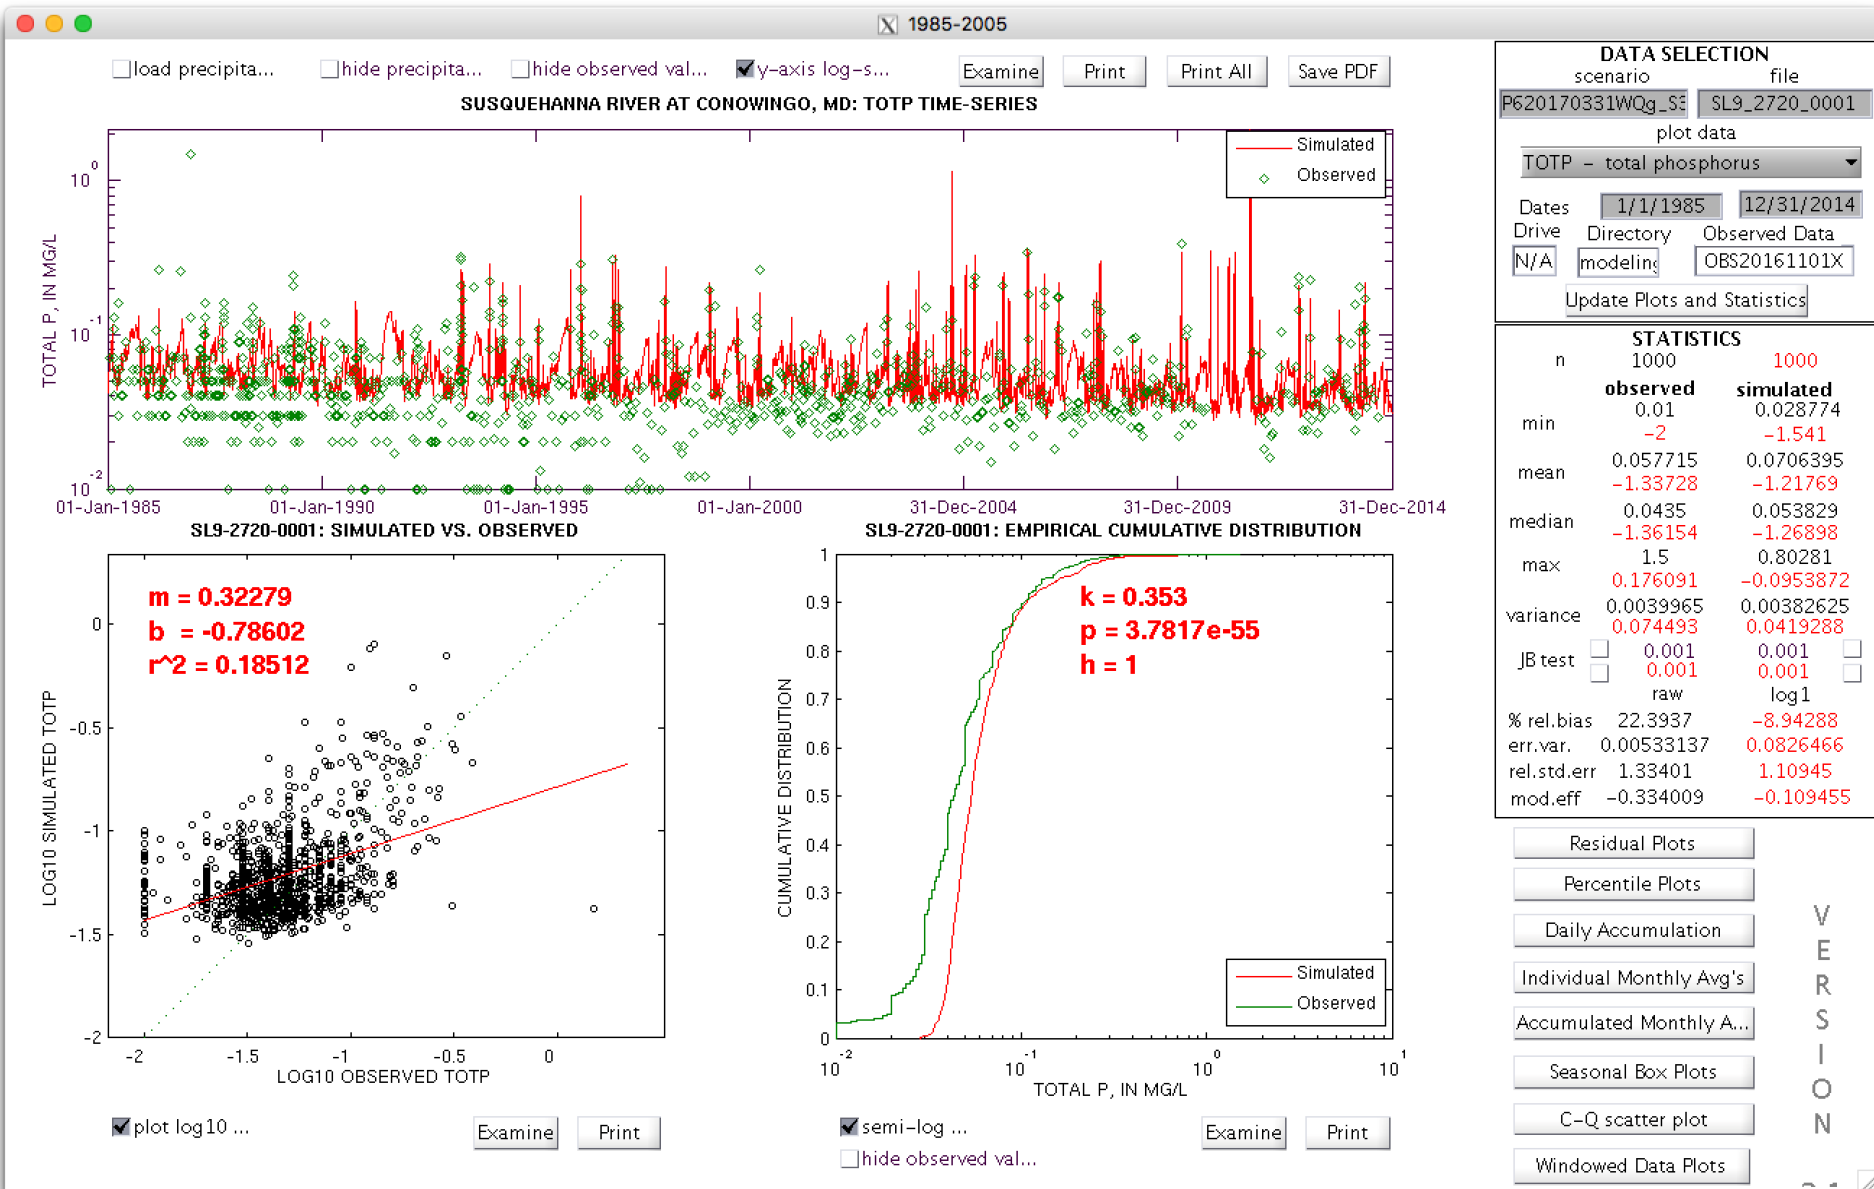 1985-2005
load precipita...
hide precipita...
hide observed val...
y-axis log-s...
Examine
Print
Print All
Save PDF
SUSQUEHANNA RIVER AT CONOWINGO, MD: TOTP TIME-SERIES
TOTAL P, IN MG/L
10^0
10^-1
10^-2
Simulated
Observed
01-Jan-1985
01-Jan-1990
01-Jan-1995
01-Jan-2000
31-Dec-2004
31-Dec-2009
31-Dec-2014
SL9-2720-0001: SIMULATED VS. OBSERVED
m = 0.32279
b = -0.78602
r^2 = 0.18512
LOG10 SIMULATED TOTP
0
-0.5
-1
-1.5
-2
-2
-1.5
-1
-0.5
0
LOG10 OBSERVED TOTP
plot log10 ...
Examine
Print
SL9-2720-0001: EMPIRICAL CUMULATIVE DISTRIBUTION
k = 0.353
p = 3.7817e-55
h = 1
CUMULATIVE DISTRIBUTION
1
0.9
0.8
0.7
0.6
0.5
0.4
0.3
0.2
0.1
0
Simulated
Observed
10^-2
10^-1
10^0
10^1
TOTAL P, IN MG/L
semi-log ...
hide observed val...
Examine
Print
DATA SELECTION
scenario file
P620170331WQg_S SL9_2720_0001
plot data
TOTP - total phosphorus
Dates 1/1/1985 12/31/2014
Drive Directory Observed Data
N/A modeling OBS20161101X
Update Plots and Statistics
STATISTICS
n 1000 1000
observed simulated
min 0.01 0.028774
-2 -1.541
mean 0.057715 0.0706395
-1.33728 -1.21769
median 0.0435 0.053829
-1.36154 -1.26898
max 1.5 0.80281
0.176091 -0.0953872
variance 0.0039965 0.00382625
0.074493 0.0419288
JB test 0.001 0.001
0.001 0.001
raw log1
% rel.bias 22.3937 -8.94288
err.var. 0.00533137 0.0826466
rel.std.err 1.33401 1.10945
mod.eff -0.334009 -0.109455
Residual Plots
Percentile Plots
Daily Accumulation
Individual Monthly Avg's
Accumulated Monthly A...
Seasonal Box Plots
C-Q scatter plot
Windowed Data Plots
VERSION